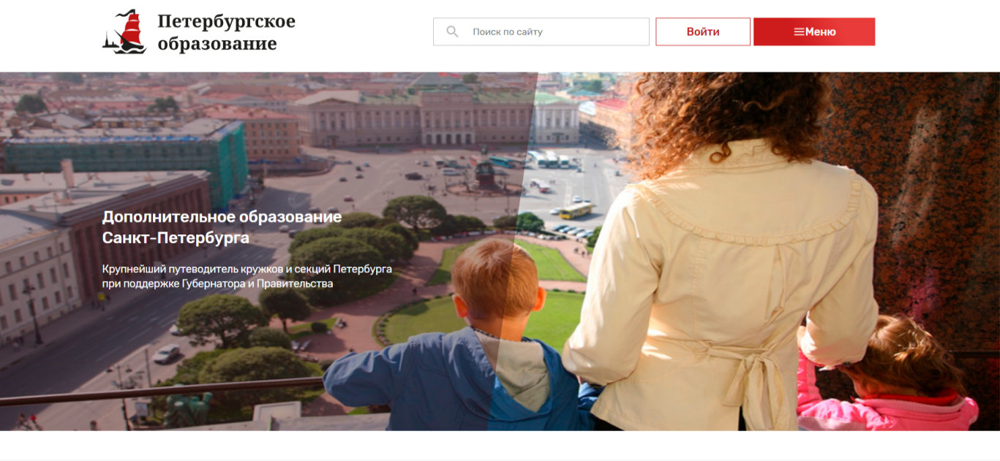 Петербургское
образование
Поиск по сайту
Войти
Меню
Дополнительное образование
Санкт-Петербурга
Крупнейший путеводитель кружков и секций Петербурга
при поддержке Губернатора и Правительства